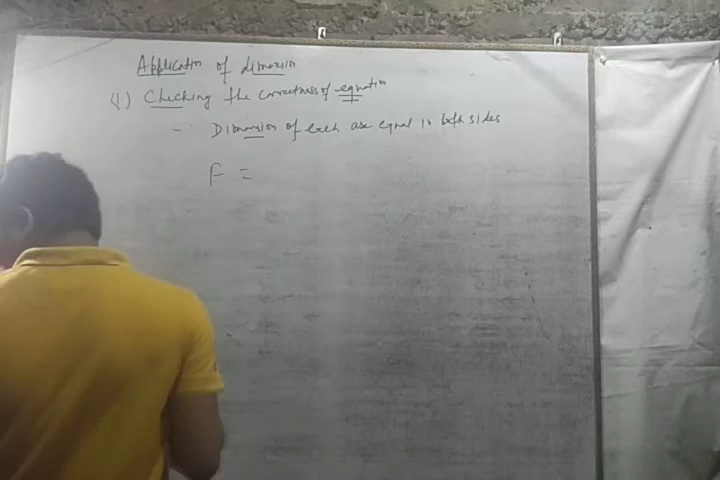 Application of dimension
(1) Checking the correctness of equation
- Dimension of each are equal in both sides
F =